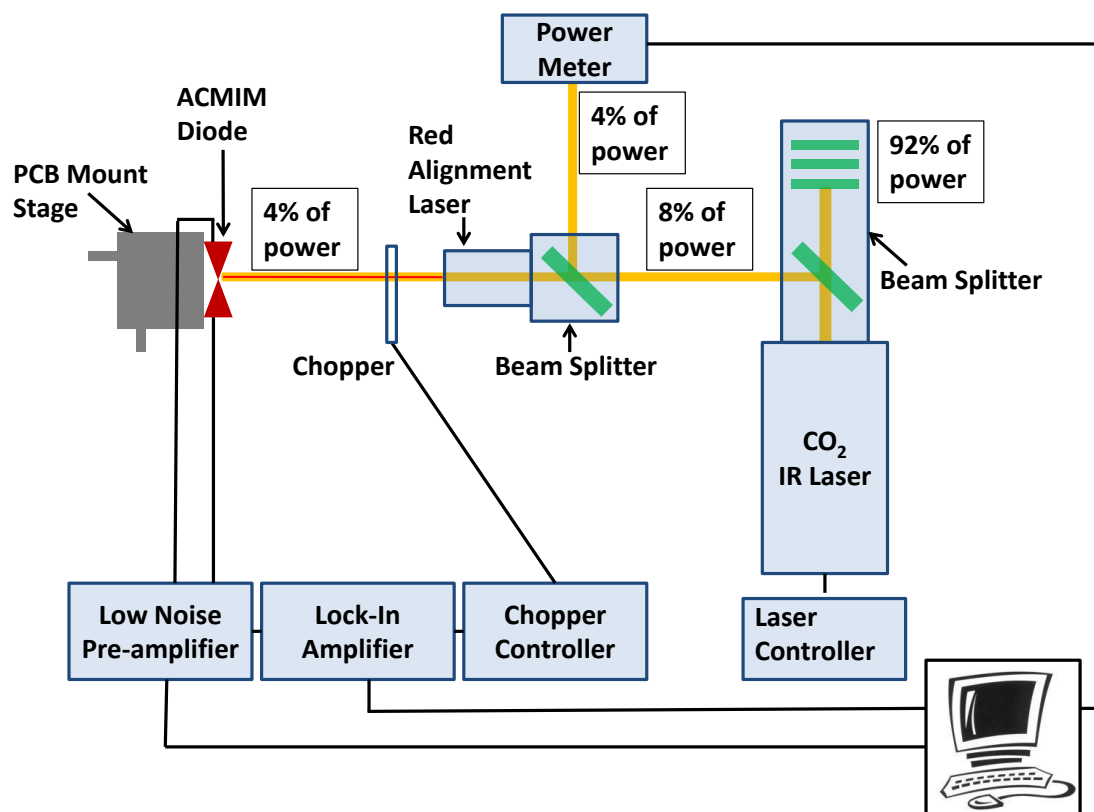 Power
Meter
ACMIM
Diode
4% of
power
Red
Alignment
Laser
92% of
power
PCB Mount
Stage
4% of
power
8% of
power
Beam Splitter
Chopper
Beam Splitter
CO₂
IR Laser
Low Noise
Pre-amplifier
Lock-In
Amplifier
Chopper
Controller
Laser
Controller